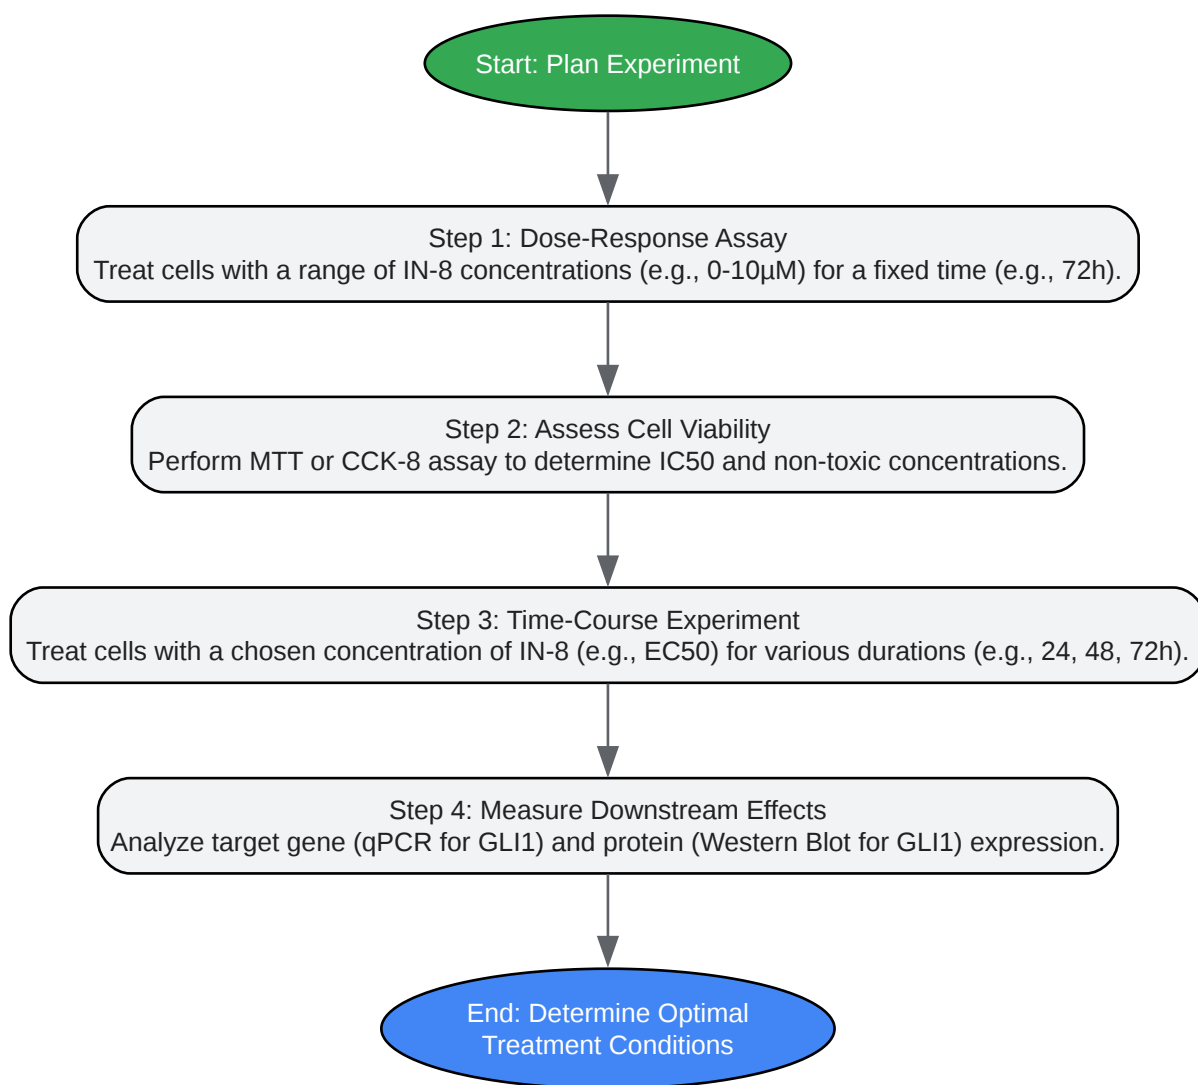 Start: Plan Experiment
Step 1: Dose-Response Assay
Treat cells with a range of IN-8 concentrations (e.g., 0-10µM) for a fixed time (e.g., 72h).
Step 2: Assess Cell Viability
Perform MTT or CCK-8 assay to determine IC50 and non-toxic concentrations.
Step 3: Time-Course Experiment
Treat cells with a chosen concentration of IN-8 (e.g., EC50) for various durations (e.g., 24, 48, 72h).
Step 4: Measure Downstream Effects
Analyze target gene (qPCR for GLI1) and protein (Western Blot for GLI1) expression.
End: Determine Optimal
Treatment Conditions